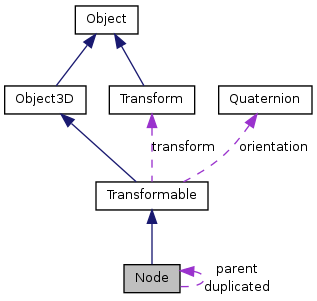 Object
Object3D
Transform
Quaternion
transform
orientation
Transformable
parent
duplicated
Node